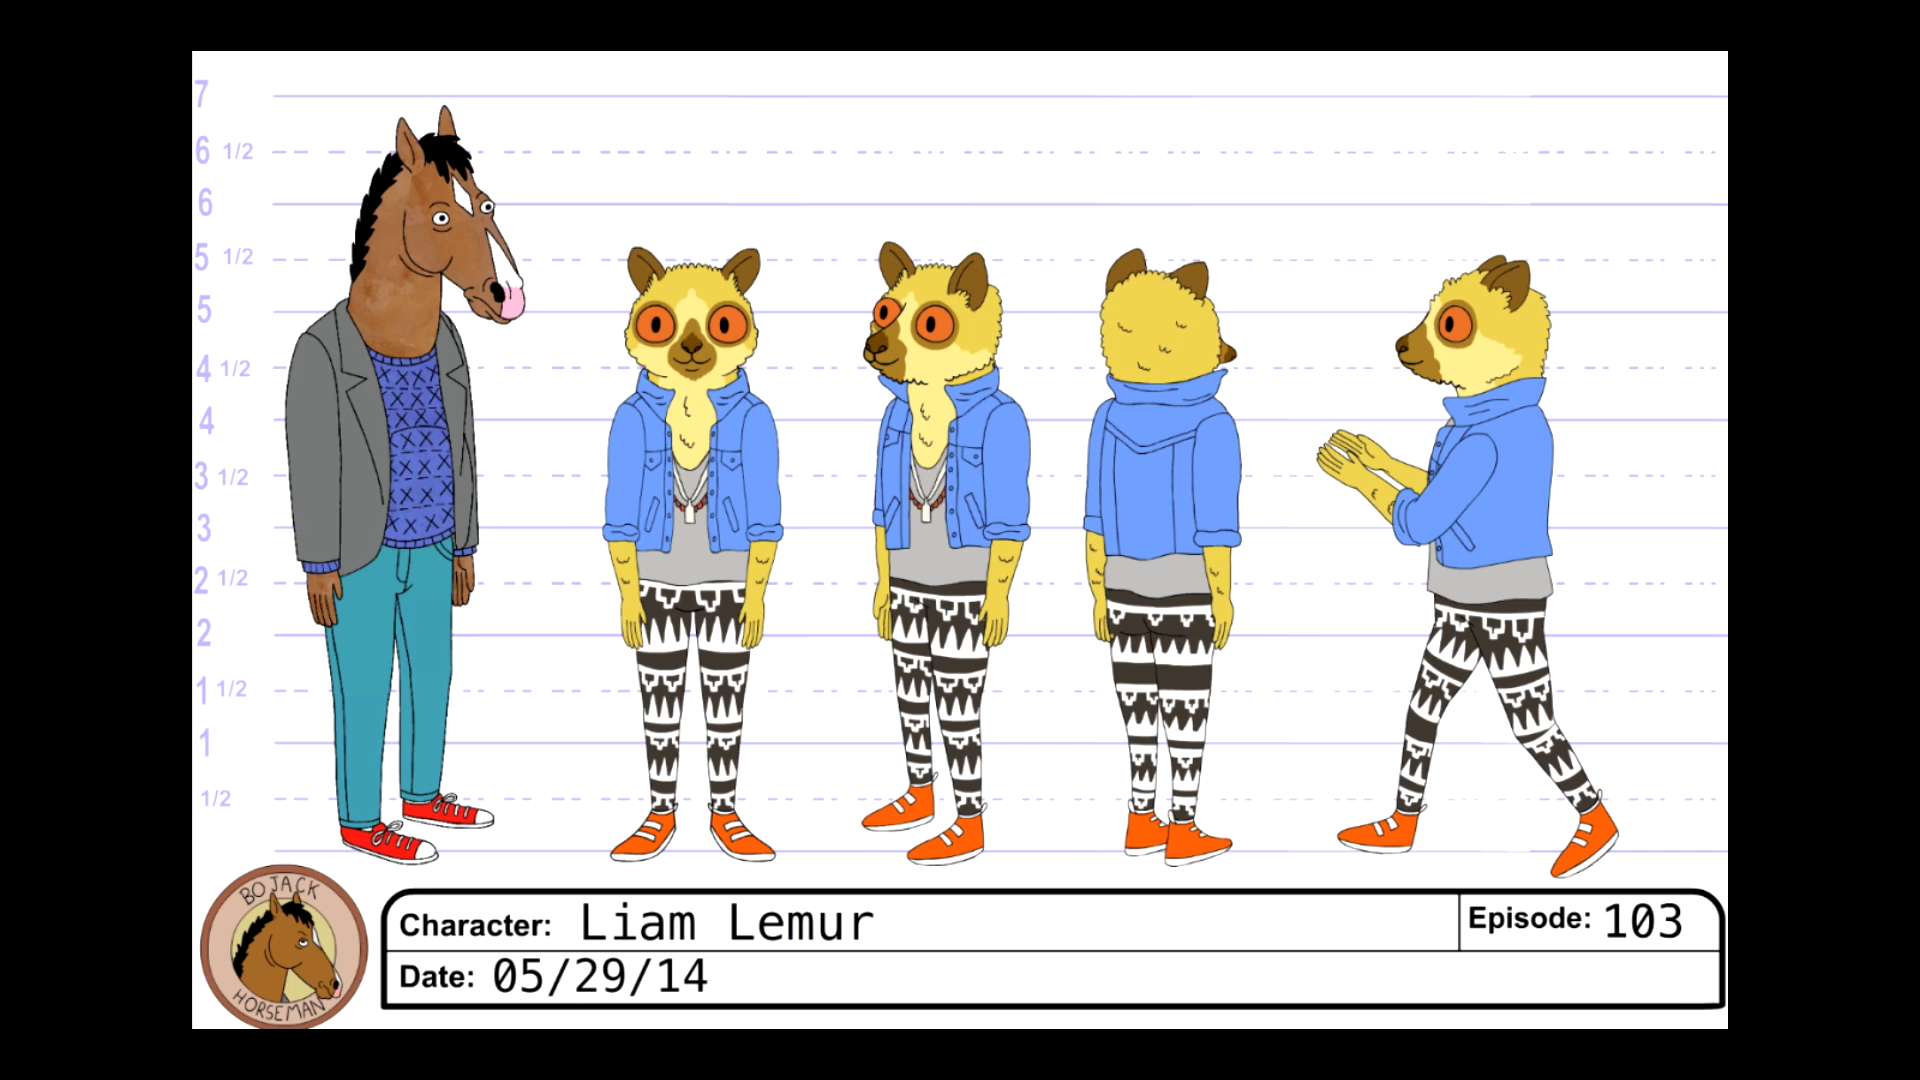 7
6 1/2
6
5 1/2
5
4 1/2
4
3 1/2
3
2 1/2
2
1 1/2
1
1/2
BOJACK
HORSEMAN
Character: Liam Lemur
Episode: 103
Date: 05/29/14